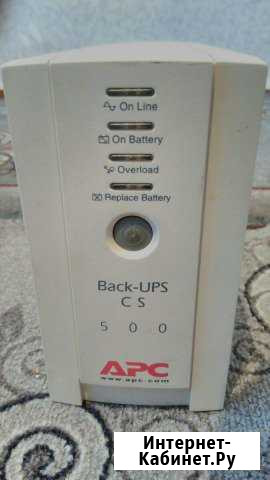 On Line
On Battery
Overload
Replace Battery
Back-UPS
CS
500
APC
www.apc.com
Интернет-
Кабинет.Ру